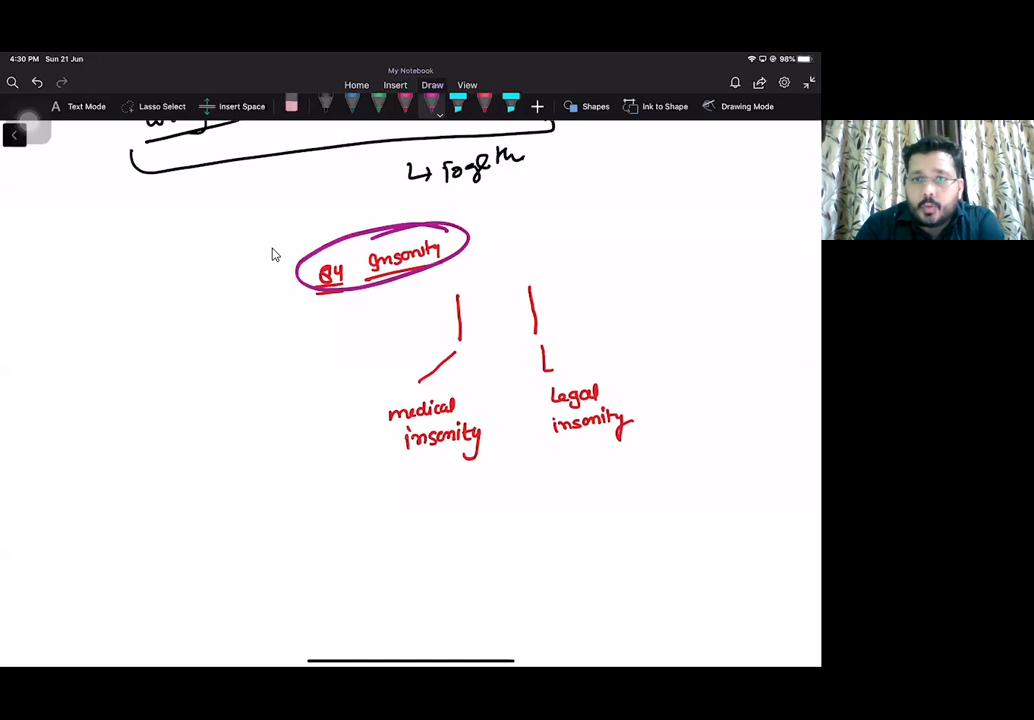 4:30 PM Sun 21 Jun
98%
My Notebook
Home Insert Draw View
A Text Mode Lasso Select Insert Space + Shapes Ink to Shape Drawing Mode
↳ Togeth
84 Insanity
medical
insanity
Legal
insanity